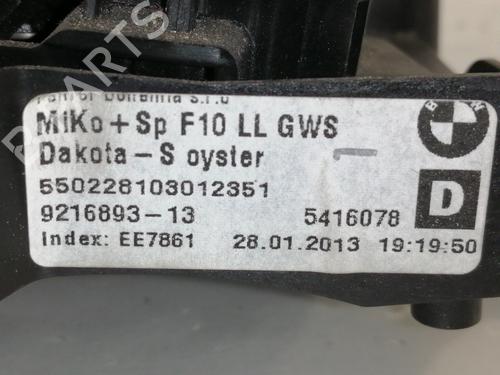 MiKo+Sp F10 LL GWS
Dakota-S oyster
550228103012351
9216893-13 5416078 D
Index: EE7861 28.01.2013 19:19:50